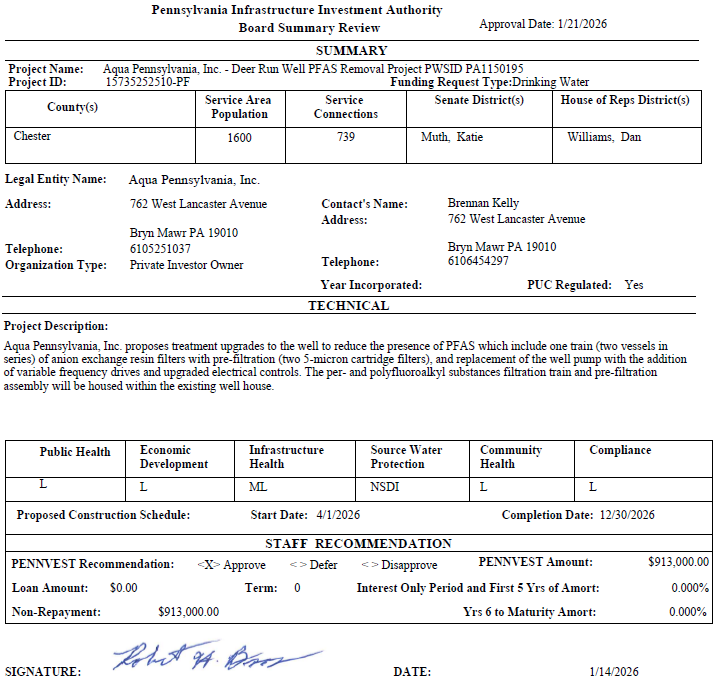 Pennsylvania Infrastructure Investment Authority
Board Summary Review
Approval Date: 1/21/2026
SUMMARY
Project Name: Aqua Pennsylvania, Inc. - Deer Run Well PFAS Removal Project PWSID PA1150195
Project ID: 15735252510-PF Funding Request Type:Drinking Water
County(s) Service Area Population Service Connections Senate District(s) House of Reps District(s)
Chester 1600 739 Muth, Katie Williams, Dan
Legal Entity Name: Aqua Pennsylvania, Inc.
Address: 762 West Lancaster Avenue
Bryn Mawr PA 19010
Telephone: 6105251037
Organization Type: Private Investor Owner
Contact's Name: Brennan Kelly
Address: 762 West Lancaster Avenue
Bryn Mawr PA 19010
Telephone: 6106454297
Year Incorporated: PUC Regulated: Yes
TECHNICAL
Project Description:
Aqua Pennsylvania, Inc. proposes treatment upgrades to the well to reduce the presence of PFAS which include one train (two vessels in
series) of anion exchange resin filters with pre-filtration (two 5-micron cartridge filters), and replacement of the well pump with the addition
of variable frequency drives and upgraded electrical controls. The per- and polyfluoroalkyl substances filtration train and pre-filtration
assembly will be housed within the existing well house.
Public Health Economic Development Infrastructure Health Source Water Protection Community Health Compliance
L L ML NSDI L L
Proposed Construction Schedule: Start Date: 4/1/2026 Completion Date: 12/30/2026
STAFF RECOMMENDATION
PENNVEST Recommendation: <X> Approve < > Defer < > Disapprove PENNVEST Amount: $913,000.00
Loan Amount: $0.00 Term: 0 Interest Only Period and First 5 Yrs of Amort: 0.000%
Non-Repayment: $913,000.00 Yrs 6 to Maturity Amort: 0.000%
SIGNATURE: Robert H. DATE: 1/14/2026